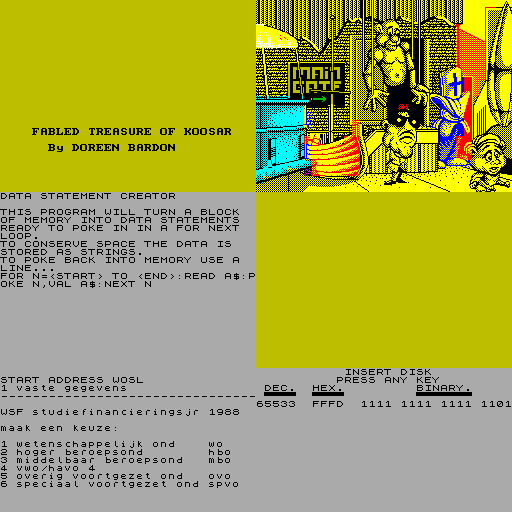 FABLED TREASURE OF KOOSAR
By DOREEN BARDON
DATA STATEMENT CREATOR
THIS PROGRAM WILL TURN A BLOCK
OF MEMORY INTO DATA STATEMENTS
READY TO POKE IN IN A FOR NEXT
LOOP.
TO CONSERVE SPACE THE DATA IS
STORED AS STRINGS.
TO POKE BACK INTO MEMORY USE A
LINE...
FOR N=<START> TO <END>:READ A$:P
OKE N,VAL A$:NEXT N
START ADDRESS WOSL
1 vaste gegevens
WSF studiefinancieringsjr 1988
maak een keuze:
1 wetenschappelijk ond wo
2 hoger beroepsond hbo
3 middelbaar beroepsond mbo
4 vwo/havo 4
5 overig voortgezet ond ovo
6 speciaal voortgezet ond spvo
INSERT DISK
PRESS ANY KEY
DEC. HEX. BINARY.
65533 FFFD 1111 1111 1111 1101